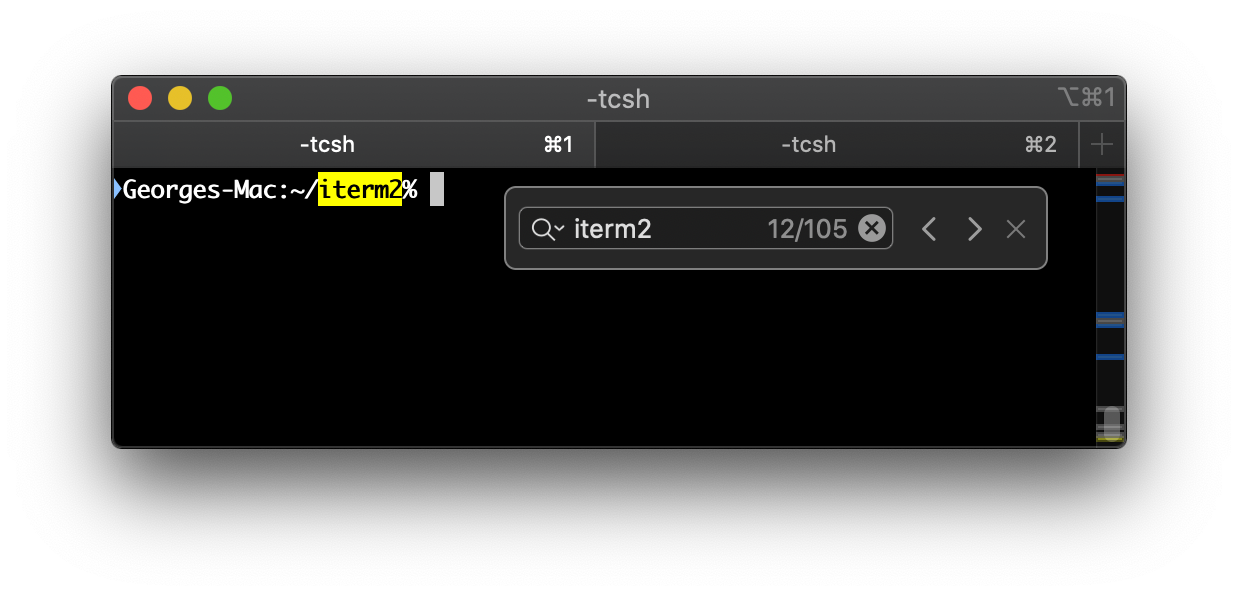 -tcsh ⌥⌘1
-tcsh ⌘1 -tcsh ⌘2
Georges-Mac:~/iterm2%
iterm2 12/105